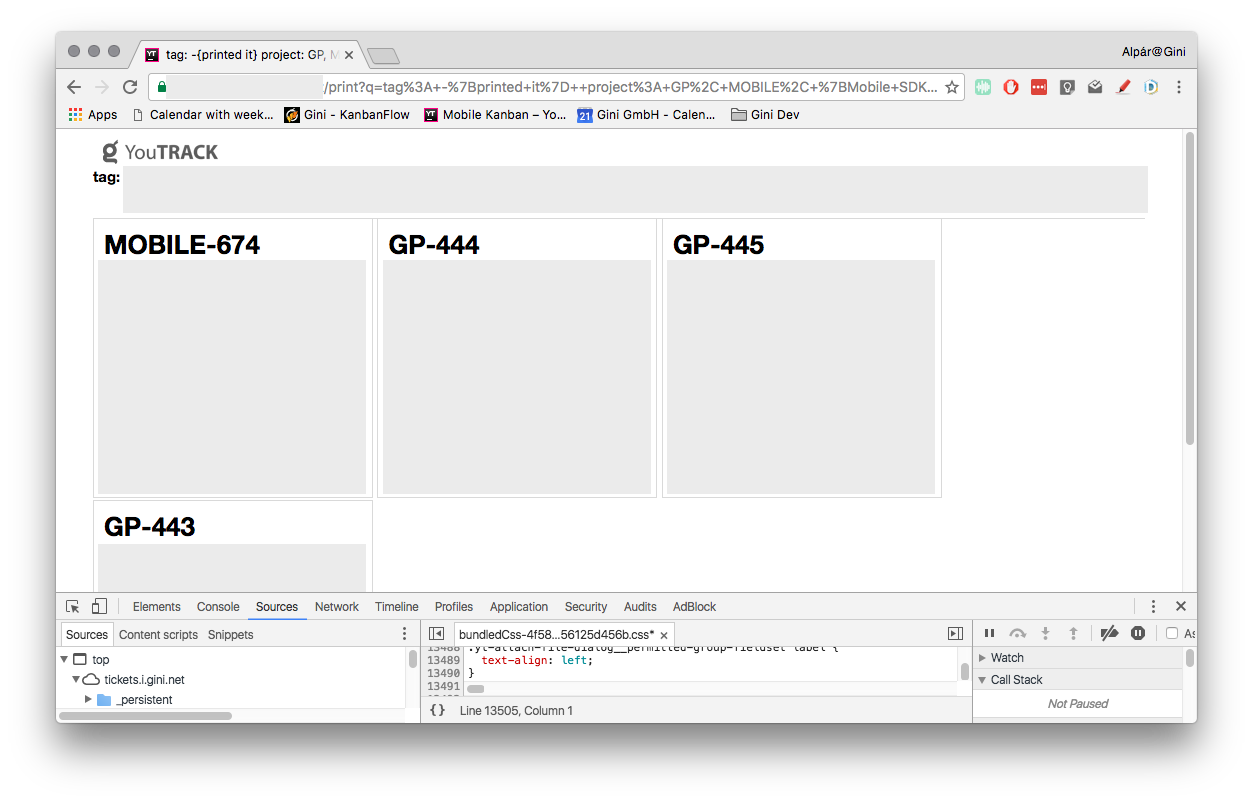 tag: -{printed it} project: GP, M
Alpár@Gini
/print?q=tag%3A+-%7Bprinted+it%7D++project%3A+GP%2C+MOBILE%2C+%7BMobile+SDK...
Apps Calendar with week... Gini - KanbanFlow Mobile Kanban – Yo... Gini GmbH - Calen... Gini Dev
YouTRACK
tag:
MOBILE-674 GP-444 GP-445
GP-443
Elements Console Sources Network Timeline Profiles Application Security Audits AdBlock
Sources Content scripts Snippets
bundledCss-4f58...56125d456b.css*
As
top
tickets.i.gini.net
_persistent
13488 .yt-attach-file-dialog__permitted-group-fieldset label {
13489 text-align: left;
13490 }
13491
{} Line 13505, Column 1
Watch
Call Stack
Not Paused